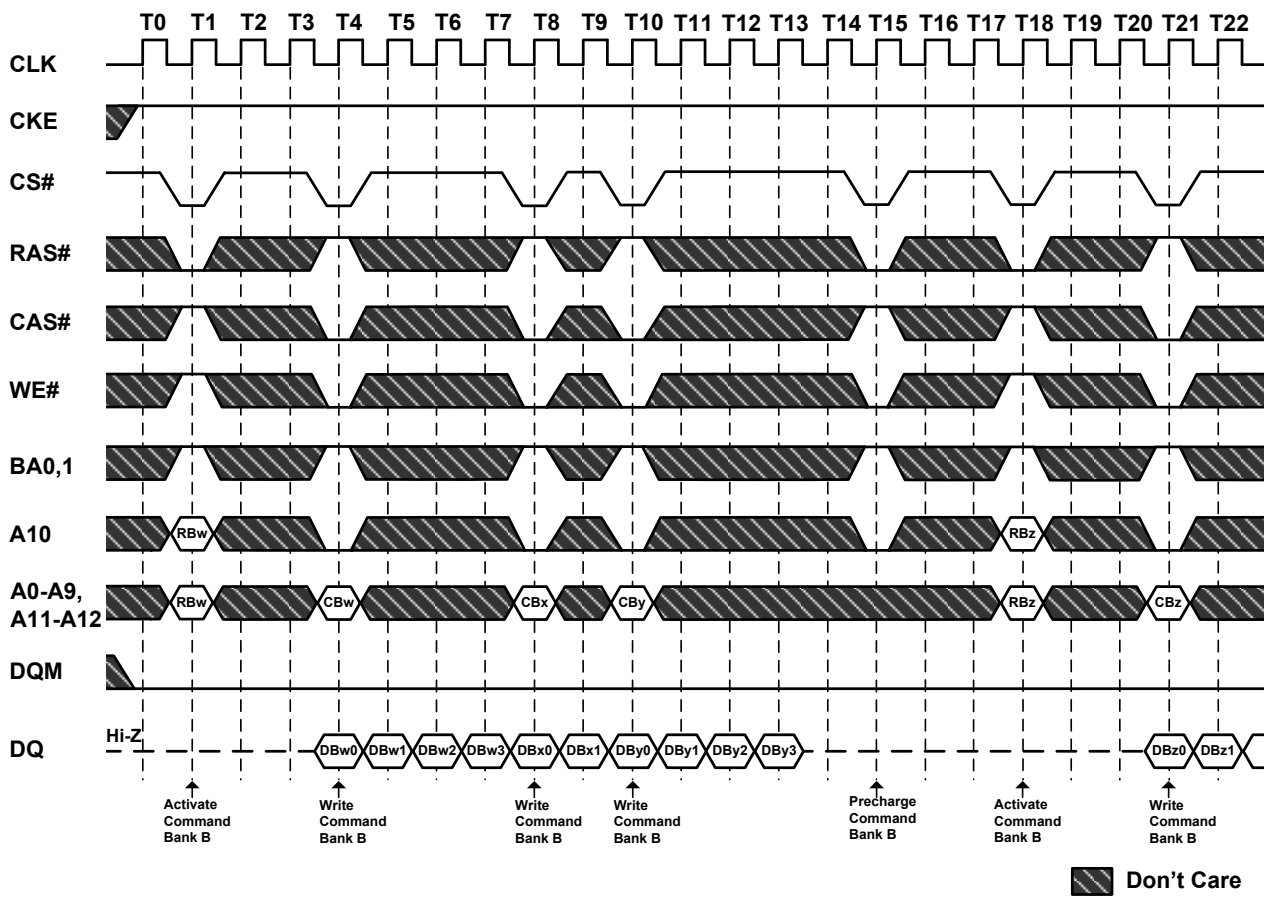 T0 T1 T2 T3 T4 T5 T6 T7 T8 T9 T10 T11 T12 T13 T14 T15 T16 T17 T18 T19 T20 T21 T22
CLK
CKE
CS#
RAS#
CAS#
WE#
BA0,1
A10
RBw
RBz
A0-A9,
A11-A12
RBw
CBw
CBx
CBy
RBz
CBz
DQM
DQ
Hi-Z
DBw0 DBw1 DBw2 DBw3 DBx0 DBx1 DBy0 DBy1 DBy2 DBy3 DBz0 DBz1
Activate
Command
Bank B
Write
Command
Bank B
Write
Command
Bank B
Write
Command
Bank B
Precharge
Command
Bank B
Activate
Command
Bank B
Write
Command
Bank B
Don't Care